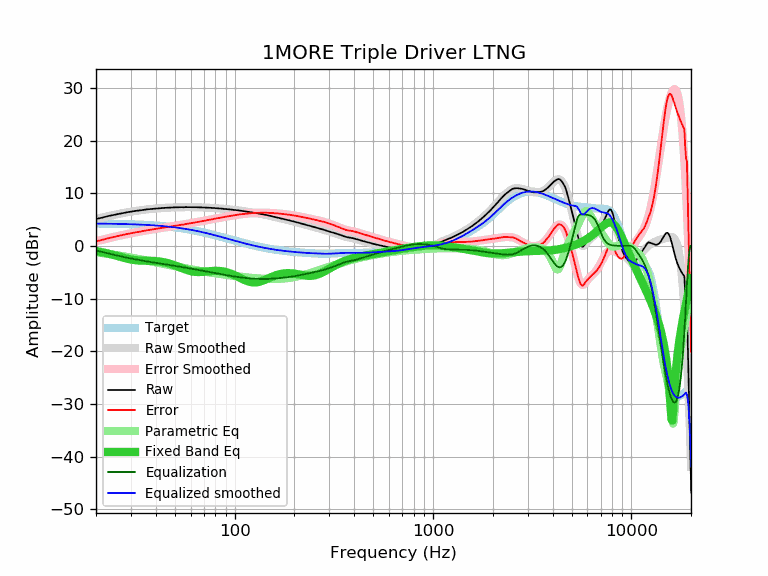 1MORE Triple Driver LTNG
30
20
10
0
−10
−20
−30
−40
−50
Amplitude (dBr)
Target
Raw Smoothed
Error Smoothed
Raw
Error
Parametric Eq
Fixed Band Eq
Equalization
Equalized smoothed
100 1000 10000
Frequency (Hz)